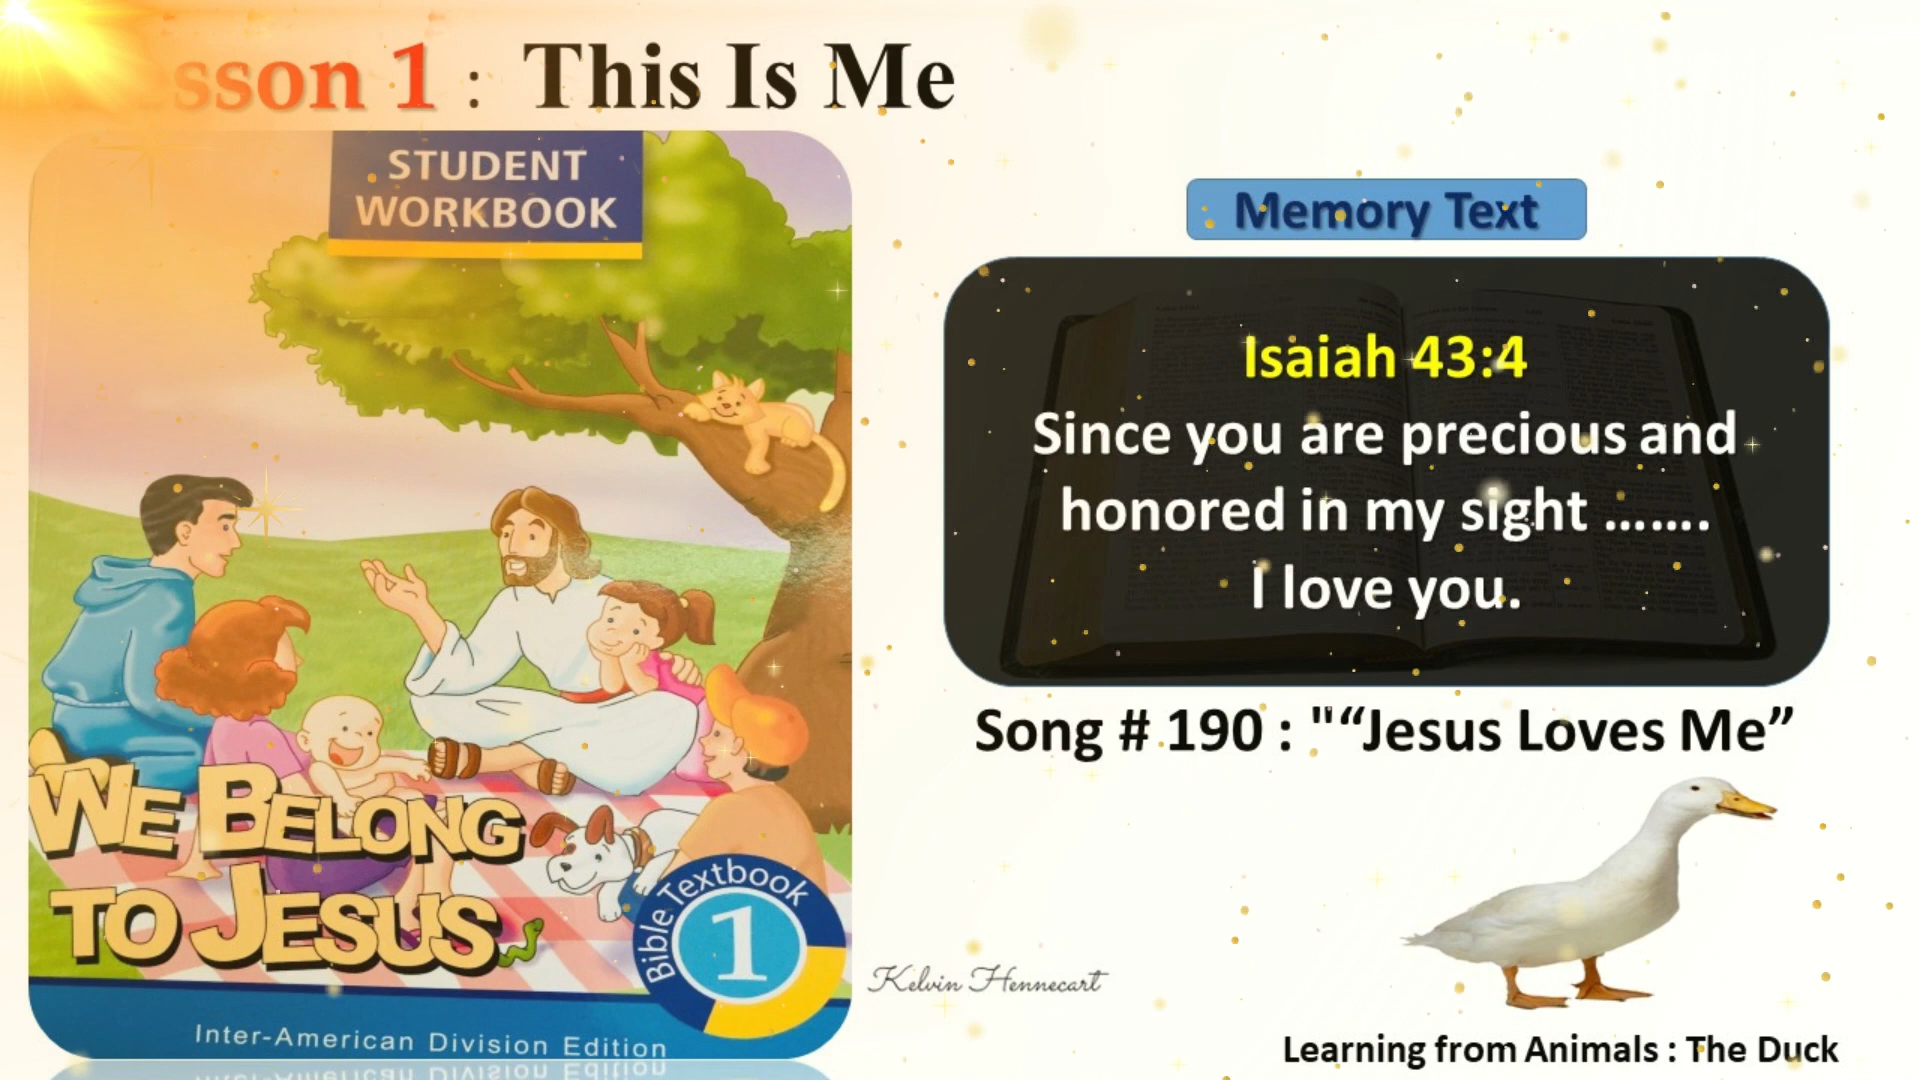 sson 1 : This Is Me
STUDENT
WORKBOOK
WE BELONG
TO JESUS
Bible Textbook
1
Inter-American Division Edition
Memory Text
Isaiah 43:4
Since you are precious and
honored in my sight …….
I love you.
Song # 190 : "“Jesus Loves Me”
Kelvin Hennecart
Learning from Animals : The Duck